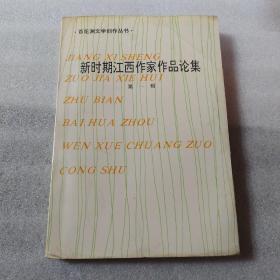 ·百花洲文学创作丛书·
JIANG XI SHENG
ZUO JIA XIE HUI
新时期江西作家作品论集
第一辑
ZHU BIAN
BAI HUA ZHOU
WEN XUE CHUANG ZUO
CONG SHU